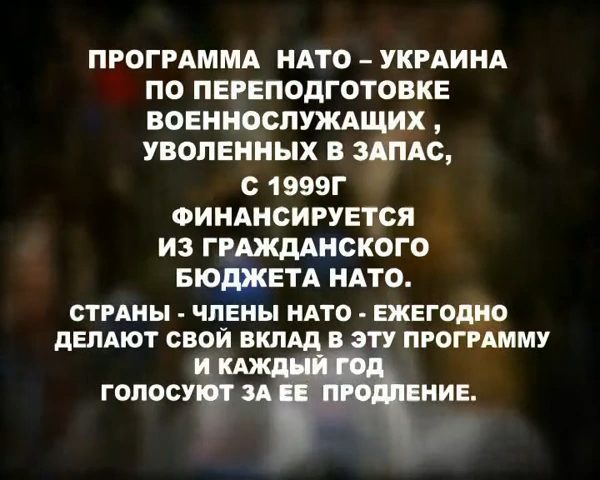 ПРОГРАММА НАТО – УКРАИНА
ПО ПЕРЕПОДГОТОВКЕ
ВОЕННОСЛУЖАЩИХ ,
УВОЛЕННЫХ В ЗАПАС,
С 1999Г
ФИНАНСИРУЕТСЯ
ИЗ ГРАЖДАНСКОГО
БЮДЖЕТА НАТО.
СТРАНЫ - ЧЛЕНЫ НАТО - ЕЖЕГОДНО
ДЕЛАЮТ СВОЙ ВКЛАД В ЭТУ ПРОГРАММУ
И КАЖДЫЙ ГОД
ГОЛОСУЮТ ЗА ЕЕ ПРОДЛЕНИЕ.